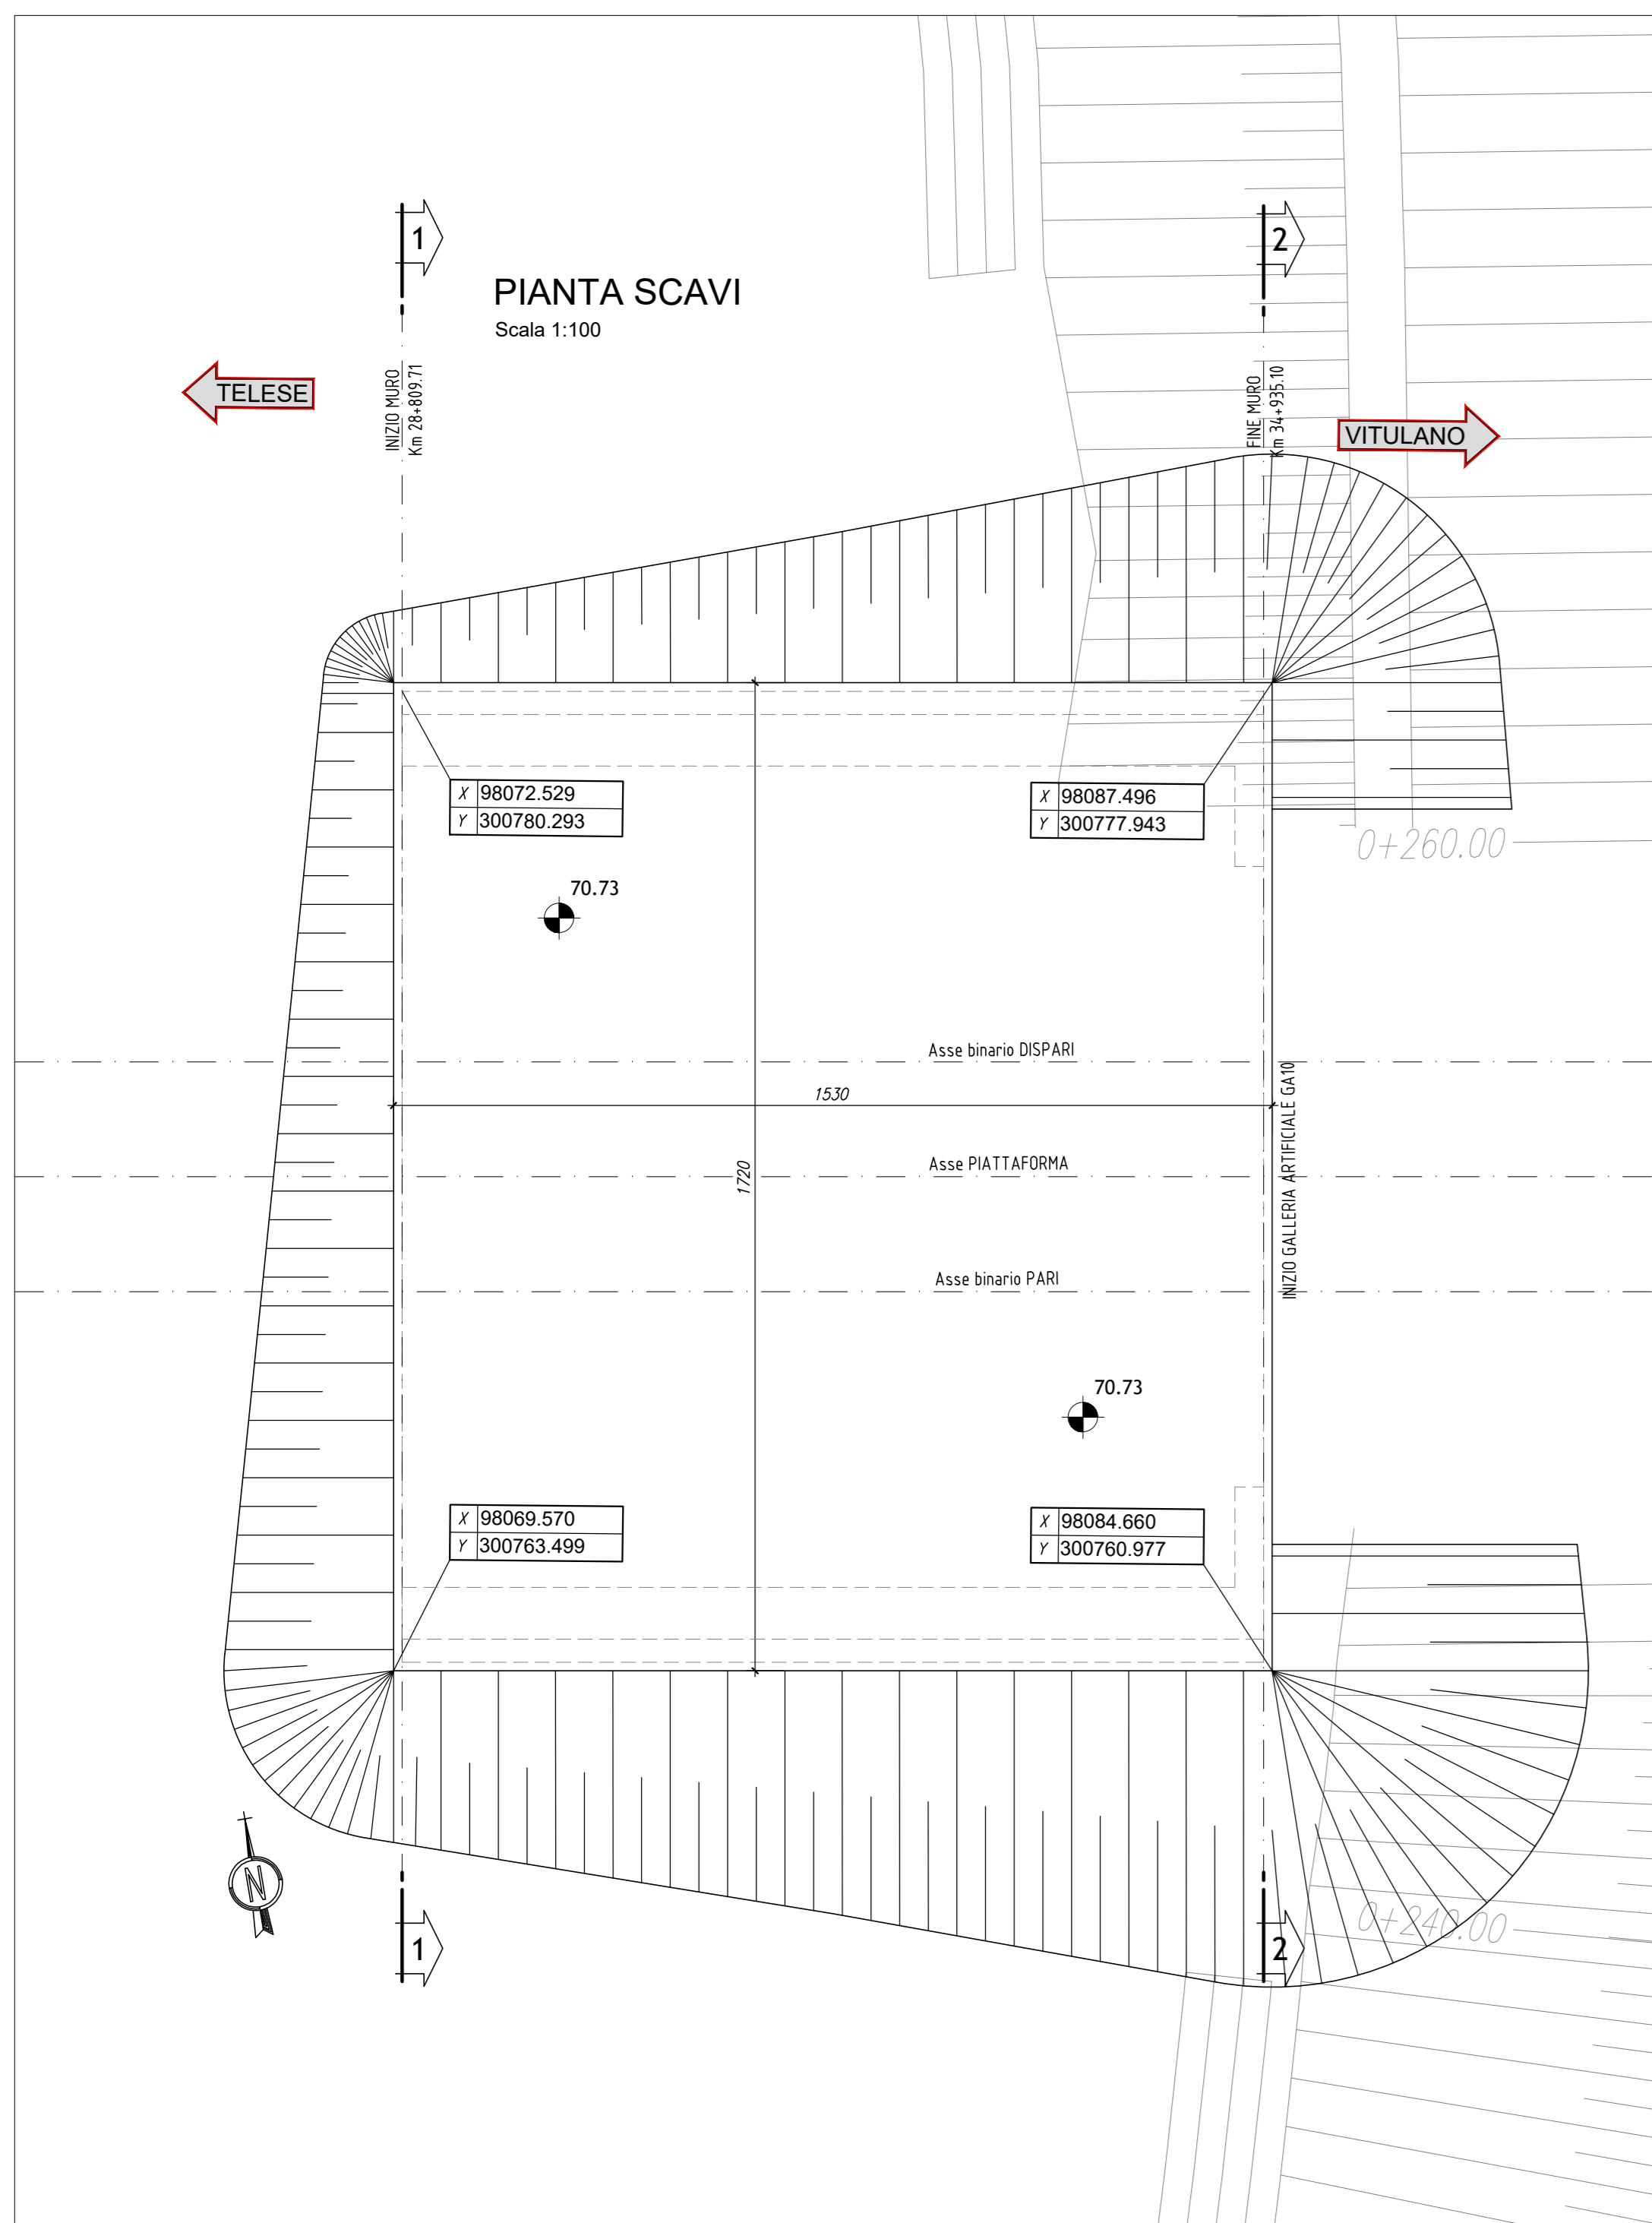 1
2
PIANTA SCAVI
Scala 1:100
TELESE
INIZIO MURO
Km 28+809.71
FINE MURO
Km 34+935.10
VITULANO
X 98072.529
Y 300780.293
X 98087.496
Y 300777.943
0+260.00
70.73
Asse binario DISPARI
1530
INIZIO GALLERIA ARTIFICIALE GA10
Asse PIATTAFORMA
1720
Asse binario PARI
70.73
X 98069.570
Y 300763.499
X 98084.660
Y 300760.977
N
0+240.00
1
2